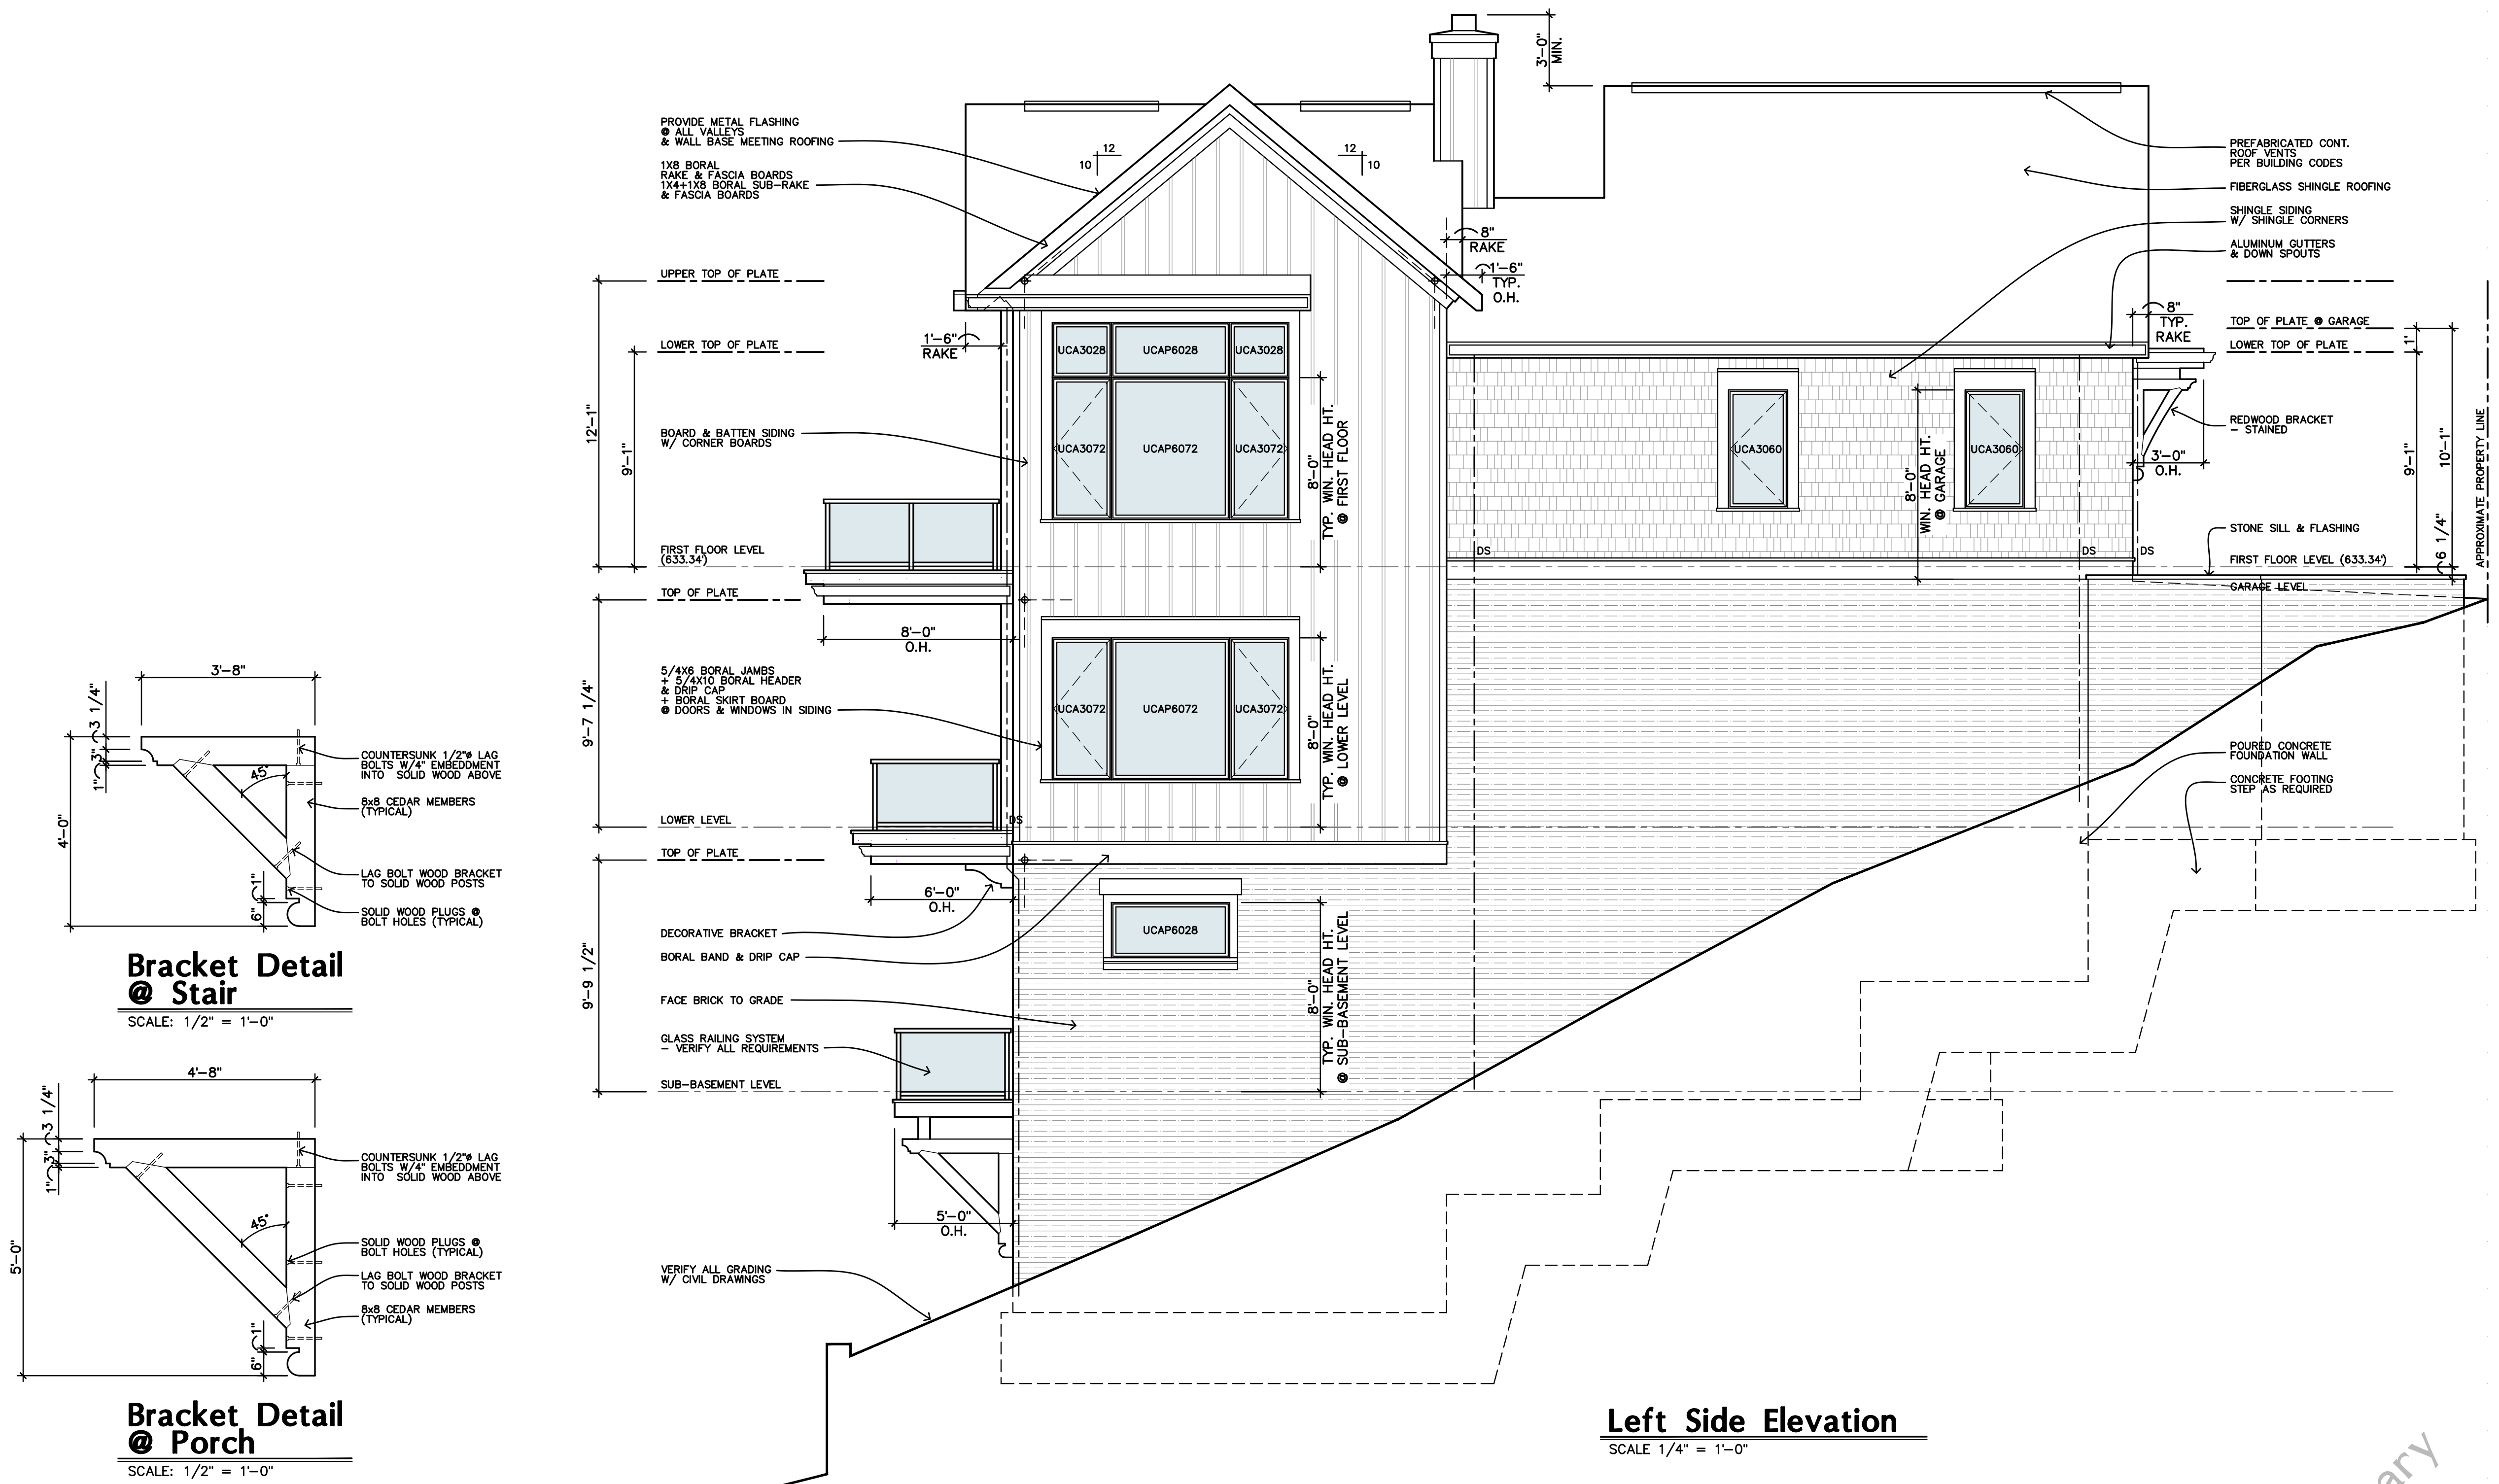 3'-0"
MIN.
PROVIDE METAL FLASHING
@ ALL VALLEYS
& WALL BASE MEETING ROOFING
1X8 BORAL
RAKE & FASCIA BOARDS
1X4+1X8 BORAL SUB-RAKE
& FASCIA BOARDS
12
10
12
10
PREFABRICATED CONT.
ROOF VENTS
PER BUILDING CODES
FIBERGLASS SHINGLE ROOFING
SHINGLE SIDING
W/ SHINGLE CORNERS
ALUMINUM GUTTERS
& DOWN SPOUTS
8"
RAKE
1'-6"
TYP.
O.H.
UPPER TOP OF PLATE
LOWER TOP OF PLATE
1'-6"
RAKE
8"
TYP.
RAKE
TOP OF PLATE @ GARAGE
LOWER TOP OF PLATE
1'
UCA3028
UCAP6028
UCA3028
UCA3072
UCAP6072
UCA3072
12'-1"
9'-1"
BOARD & BATTEN SIDING
W/ CORNER BOARDS
8'-0"
TYP. WIN. HEAD HT.
@ FIRST FLOOR
UCA3060
UCA3060
8'-0"
WIN. HEAD HT.
@ GARAGE
REDWOOD BRACKET
- STAINED
3'-0"
O.H.
9'-1"
10'-1"
6 1/4"
APPROXIMATE PROPERTY LINE
STONE SILL & FLASHING
FIRST FLOOR LEVEL
(633.34')
DS
DS
DS
FIRST FLOOR LEVEL (633.34')
GARAGE LEVEL
TOP OF PLATE
8'-0"
O.H.
9'-7 1/4"
5/4X6 BORAL JAMBS
+ 5/4X10 BORAL HEADER
& DRIP CAP
+ BORAL SKIRT BOARD
@ DOORS & WINDOWS IN SIDING
UCA3072
UCAP6072
UCA3072
8'-0"
TYP. WIN. HEAD HT.
@ LOWER LEVEL
POURED CONCRETE
FOUNDATION WALL
CONCRETE FOOTING
STEP AS REQUIRED
LOWER LEVEL
DS
TOP OF PLATE
6'-0"
O.H.
DECORATIVE BRACKET
BORAL BAND & DRIP CAP
UCAP6028
8'-0"
TYP. WIN. HEAD HT.
@ SUB-BASEMENT LEVEL
9'-9 1/2"
FACE BRICK TO GRADE
GLASS RAILING SYSTEM
- VERIFY ALL REQUIREMENTS
SUB-BASEMENT LEVEL
5'-0"
O.H.
VERIFY ALL GRADING
W/ CIVIL DRAWINGS
3'-8"
3 1/4"
3"
1"
4'-0"
45°
1"
6"
COUNTERSUNK 1/2"ø LAG
BOLTS W/4" EMBEDDMENT
INTO SOLID WOOD ABOVE
8x8 CEDAR MEMBERS
(TYPICAL)
LAG BOLT WOOD BRACKET
TO SOLID WOOD POSTS
SOLID WOOD PLUGS @
BOLT HOLES (TYPICAL)
Bracket Detail
@ Stair
SCALE: 1/2" = 1'-0"
4'-8"
3 1/4"
3"
1"
5'-0"
45°
1"
6"
COUNTERSUNK 1/2"ø LAG
BOLTS W/4" EMBEDDMENT
INTO SOLID WOOD ABOVE
SOLID WOOD PLUGS @
BOLT HOLES (TYPICAL)
LAG BOLT WOOD BRACKET
TO SOLID WOOD POSTS
8x8 CEDAR MEMBERS
(TYPICAL)
Bracket Detail
@ Porch
SCALE: 1/2" = 1'-0"
Left Side Elevation
SCALE 1/4" = 1'-0"
ary